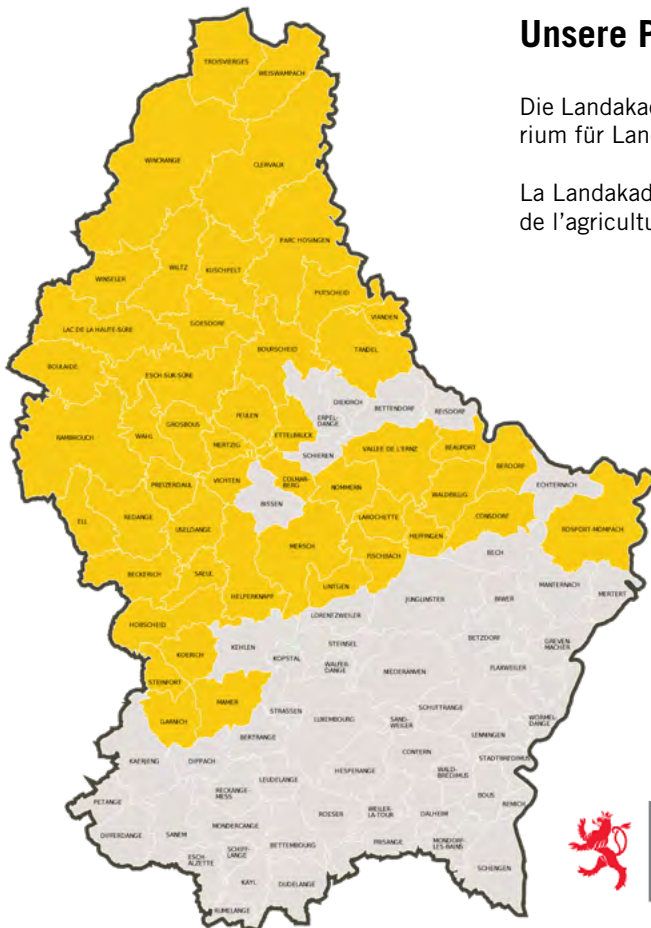 Unsere P
Die Landakad
rium für Lan
La Landakad
de l'agricultu
TROISVIERGES
WEISWAMPACH
WINCRANGE
CLERVAUX
PARC HOSINGEN
WILTZ
KIISCHPELT
WINSELER
PUTSCHEID
VIANDEN
GOESDORF
LAC DE LA HAUTE-SÛRE
BOURSCHEID
TANDEL
BOULAIDE
ESCH-SUR-SÛRE
DIEKIRCH
BETTENDORF
REISDORF
ERPEL-
DANGE
FEULEN
GROSBOUS
ETTELBRUCK
RAMBROUCH
WAHL
MERTZIG
SCHIEREN
VALLEE DE L'ERNZ
BEAUFORT
BERDORF
ECHTERNACH
PREIZERDAUL
VICHTEN
COLMAR-
BERG
NOMMERN
WALDBILLIG
BISSEN
ELL
REDANGE
USELDANGE
LAROCHETTE
CONSDORF
ROSPORT-MOMPACH
HEFFINGEN
MERSCH
FISCHBACH
BECH
BECKERICH
SAEUL
LINTGEN
MANTERNACH
MERTERT
HELPERKNAPP
JUNGLINSTER
BIWER
LORENTZWEILER
HOBSCHEID
BETZDORF
GREVEN-
MACHER
KEHLEN
STEINSEL
KOERICH
KOPSTAL
WALFER-
DANGE
NIEDERANVEN
FLAXWEILER
STEINFORT
MAMER
STRASSEN
SCHUTTRANGE
GARNICH
LUXEMBOURG
SAND-
WEILER
WORMEL-
DANGE
BERTRANGE
LENNINGEN
CONTERN
KAERJENG
DIPPACH
STADTBREDIMUS
HESPERANGE
WALD-
BREDIMUS
LEUDELANGE
RECKANGE-
MESS
BOUS
REMICH
PETANGE
ROESER
WEILER-
LA-TOUR
DALHEIM
MONDERCANGE
DIFFERDANGE
SANEM
BETTEMBOURG
FRISANGE
MONDORF-
LES-BAINS
SCHIFF-
LANGE
ESCH-
ALZETTE
SCHENGEN
KAYL
DUDELANGE
RUMELANGE